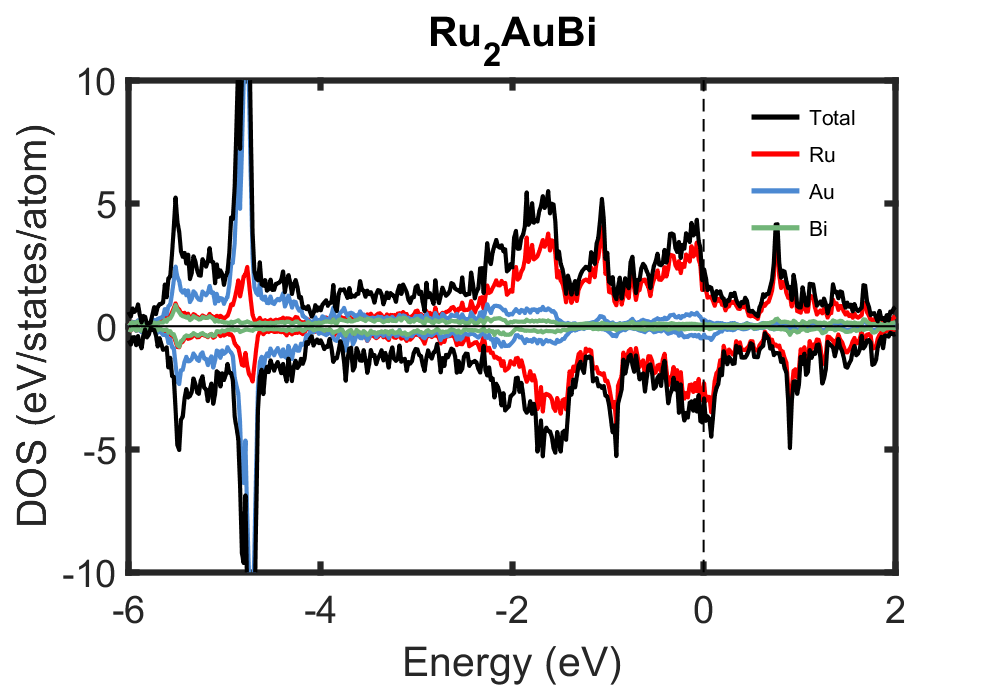 Ru2AuBi
DOS (eV/states/atom)
10
5
0
-5
-10
Total
Ru
Au
Bi
-6 -4 -2 0 2
Energy (eV)